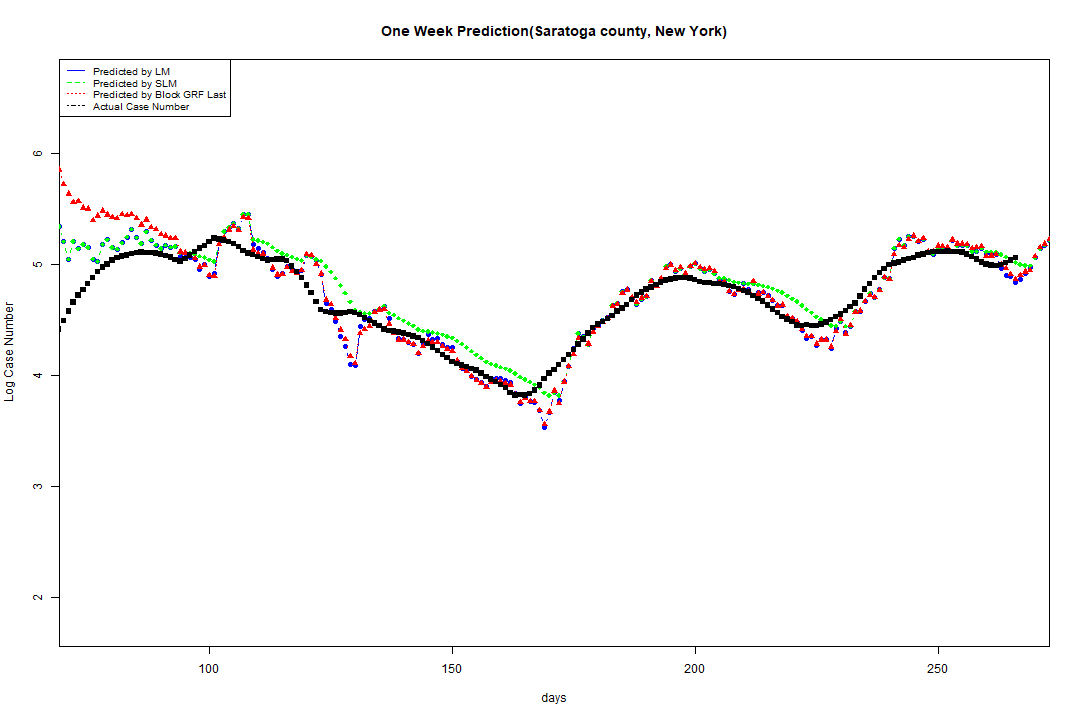 One Week Prediction(Saratoga county, New York)
Predicted by LM
Predicted by SLM
Predicted by Block GRF Last
Actual Case Number
Log Case Number
6
5
4
3
2
100 150 200 250
days